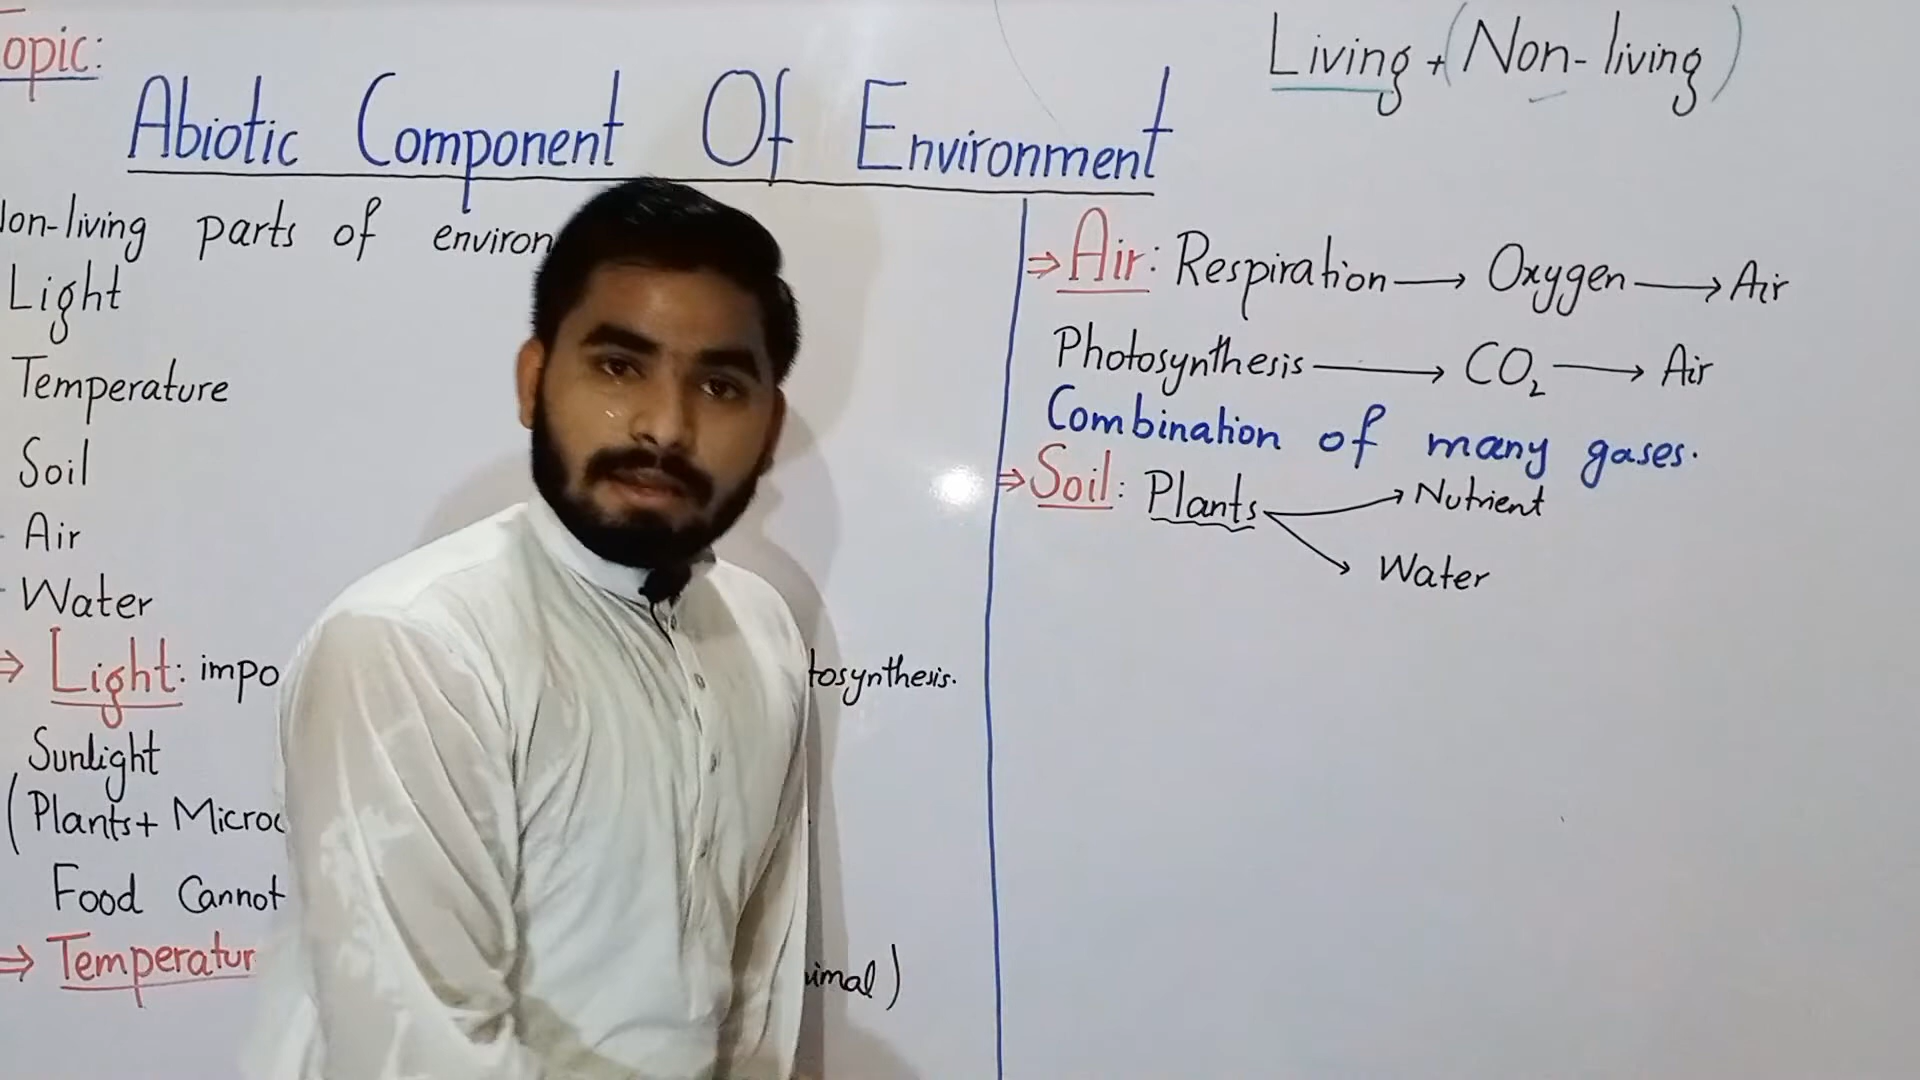 opic:
Abiotic Component Of Environment
Living + (Non-living)
on-living parts of environ
Light
Temperature
Soil
- Air
- Water
⇒ Light: impo tosynthesis.
Sunlight
(Plants + Microo
Food Cannot
⇒ Temperatur imal)
⇒ Air: Respiration → Oxygen → Air
Photosynthesis → CO₂ → Air
Combination of many gases.
⇒ Soil: Plants → Nutrient
→ Water